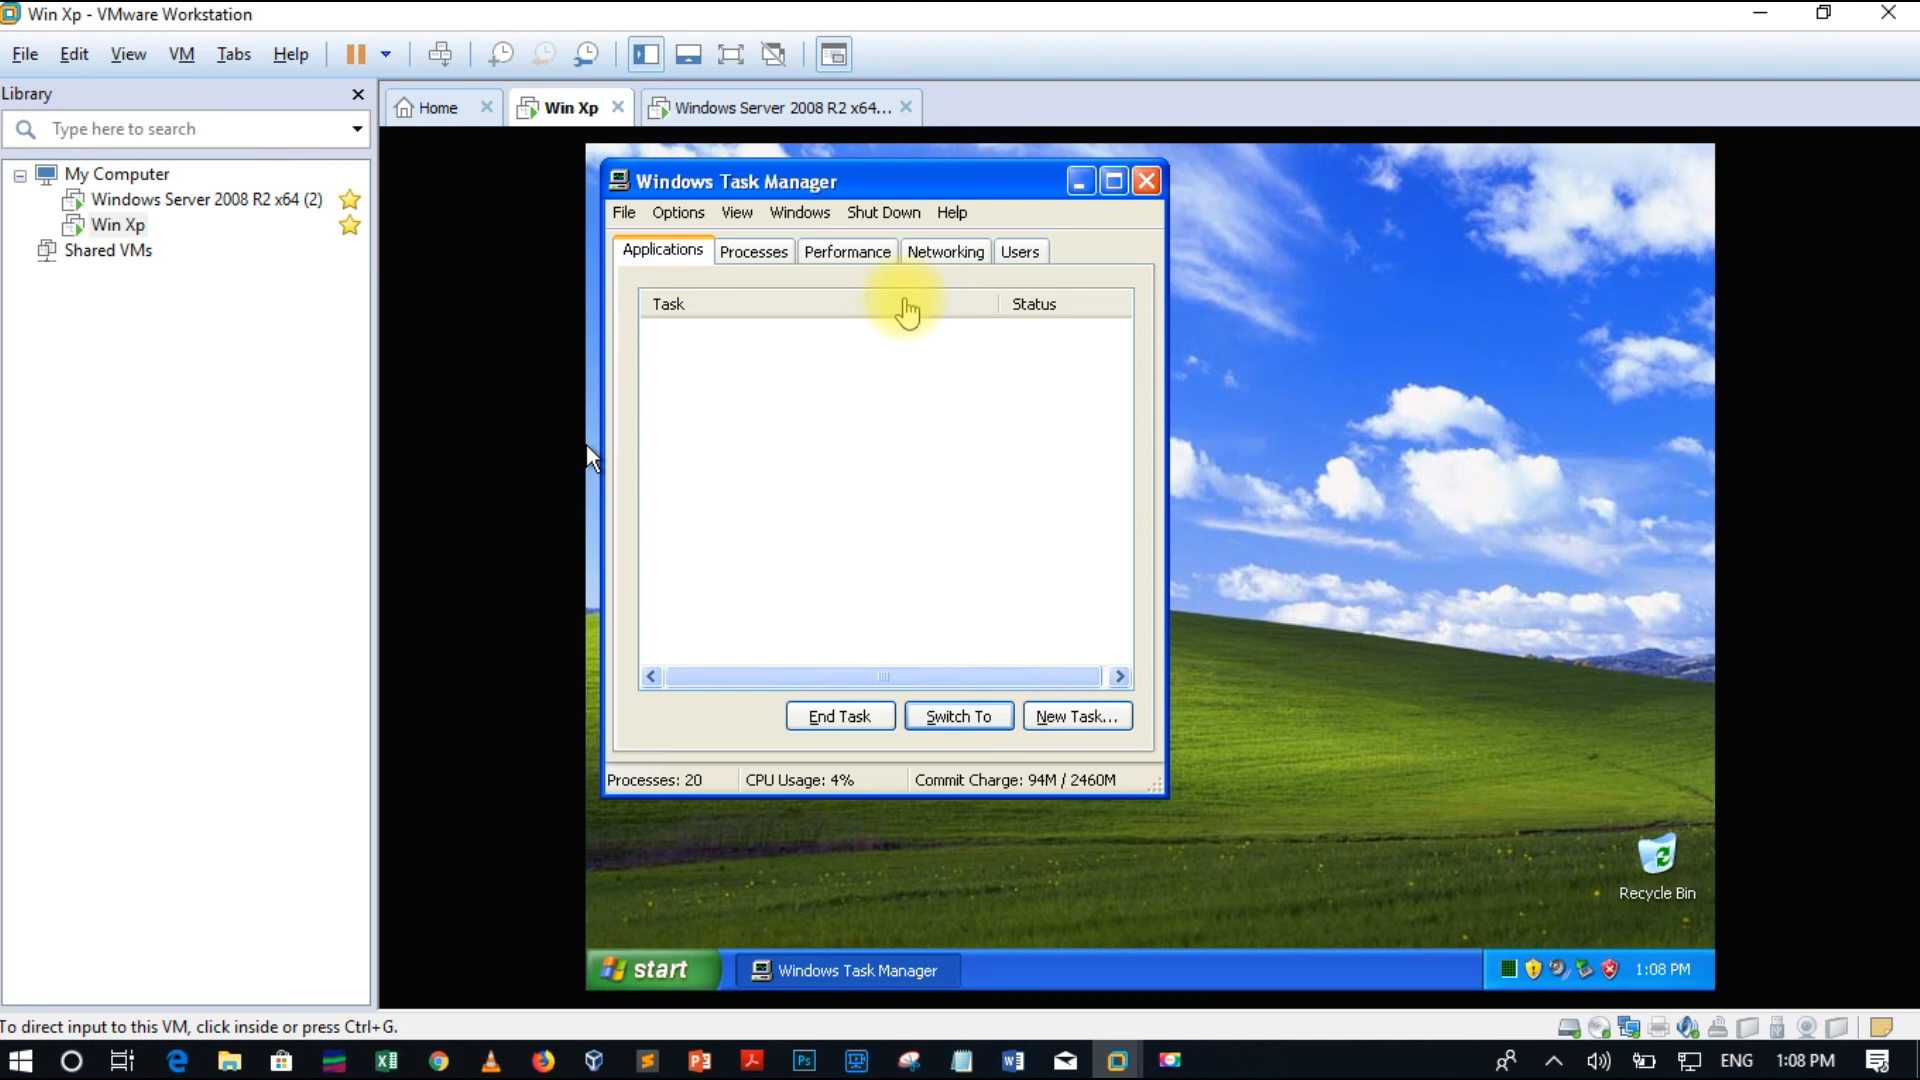 Win Xp - VMware Workstation
File Edit View VM Tabs Help
Library
Type here to search
My Computer
Windows Server 2008 R2 x64 (2)
Win Xp
Shared VMs
Home Win Xp Windows Server 2008 R2 x64...
Windows Task Manager
File Options View Windows Shut Down Help
Applications Processes Performance Networking Users
Task Status
End Task Switch To New Task...
Processes: 20 CPU Usage: 4% Commit Charge: 94M / 2460M
Recycle Bin
start Windows Task Manager 1:08 PM
To direct input to this VM, click inside or press Ctrl+G.
ENG 1:08 PM